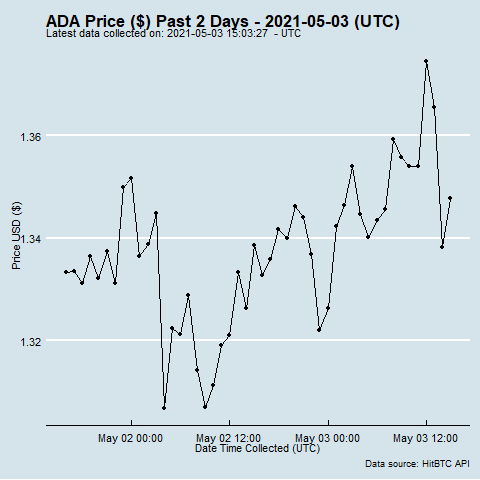 ADA Price ($) Past 2 Days - 2021-05-03 (UTC)
Latest data collected on: 2021-05-03 15:03:27 - UTC
1.36
1.34
1.32
Price USD ($)
May 02 00:00 May 02 12:00 May 03 00:00 May 03 12:00
Date Time Collected (UTC)
Data source: HitBTC API